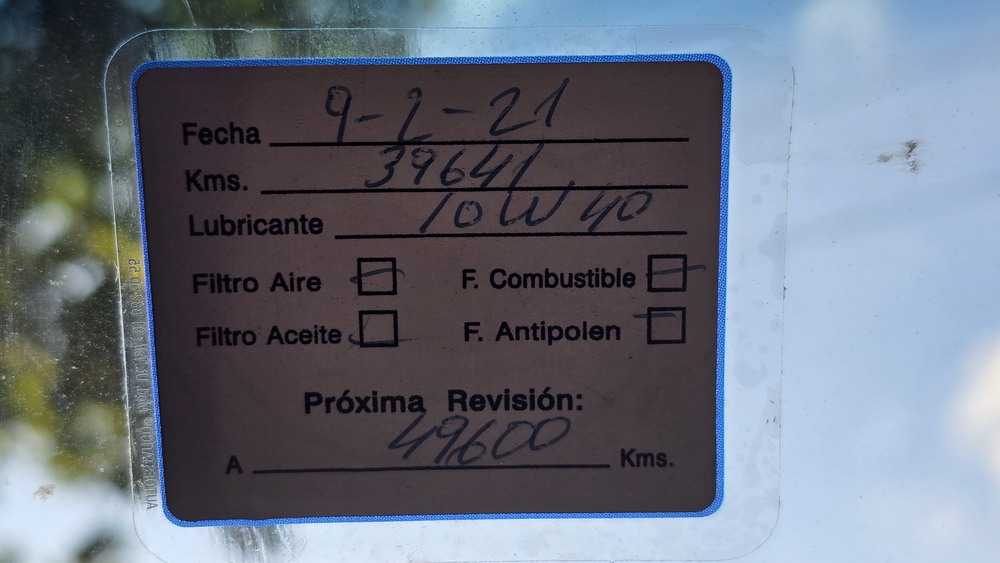 Fecha 9-2-21
Kms. 39641
Lubricante 10W40
Filtro Aire F. Combustible
Filtro Aceite F. Antipolen
Próxima Revisión:
A 49600 Kms.